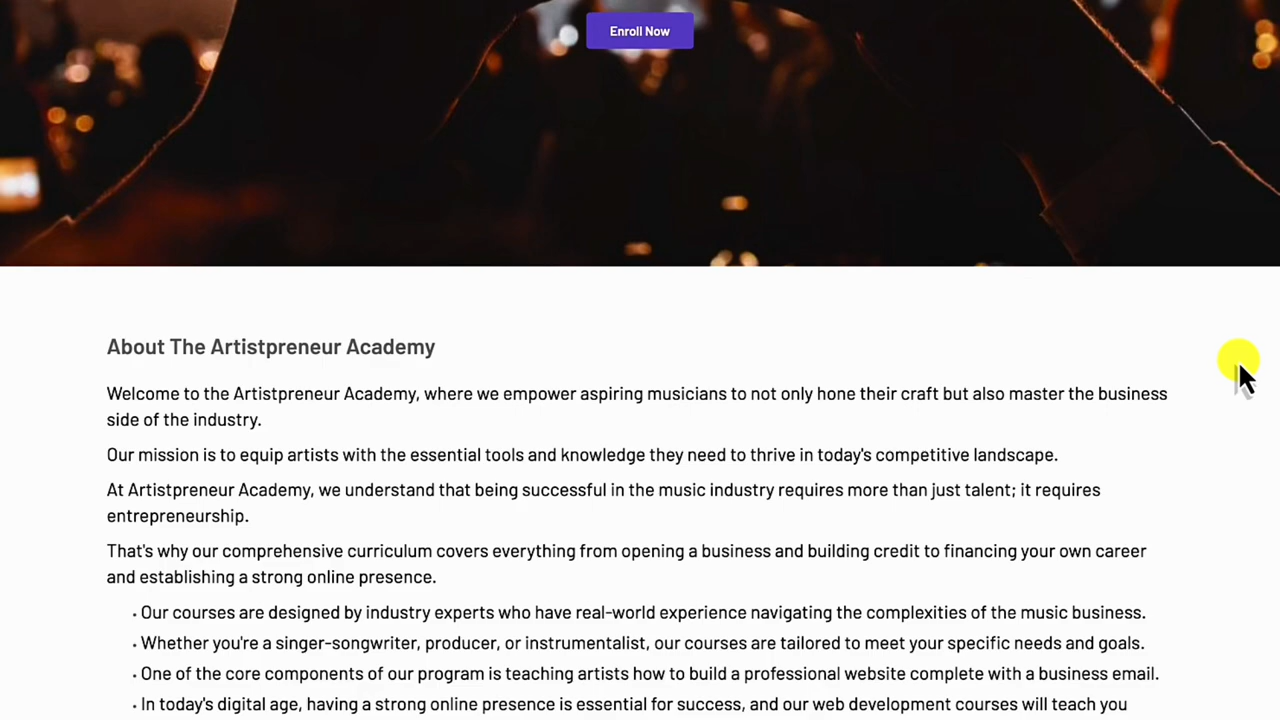 Enroll Now
About The Artistpreneur Academy
Welcome to the Artistpreneur Academy, where we empower aspiring musicians to not only hone their craft but also master the business
side of the industry.
Our mission is to equip artists with the essential tools and knowledge they need to thrive in today's competitive landscape.
At Artistpreneur Academy, we understand that being successful in the music industry requires more than just talent; it requires
entrepreneurship.
That's why our comprehensive curriculum covers everything from opening a business and building credit to financing your own career
and establishing a strong online presence.
• Our courses are designed by industry experts who have real-world experience navigating the complexities of the music business.
• Whether you're a singer-songwriter, producer, or instrumentalist, our courses are tailored to meet your specific needs and goals.
• One of the core components of our program is teaching artists how to build a professional website complete with a business email.
• In today's digital age, having a strong online presence is essential for success, and our web development courses will teach you